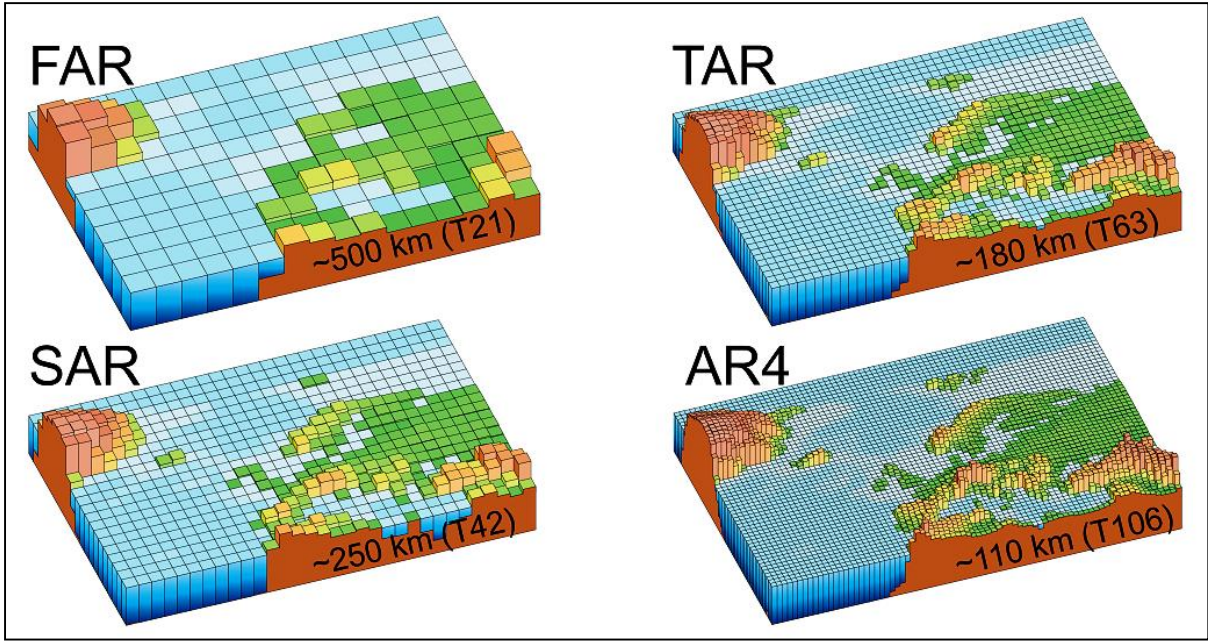 FAR
~500 km (T21)
TAR
~180 km (T63)
SAR
~250 km (T42)
AR4
~110 km (T106)